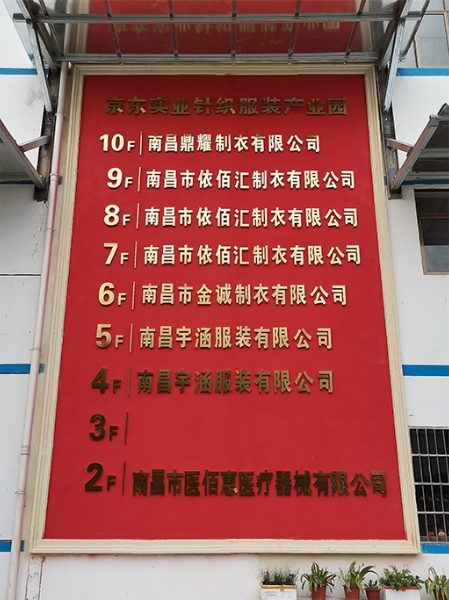 京东实业针织服装产业园
10F 南昌鼎耀制衣有限公司
9F 南昌市依佰汇制衣有限公司
8F 南昌市依佰汇制衣有限公司
7F 南昌市依佰汇制衣有限公司
6F 南昌市金诚制衣有限公司
5F 南昌宇涵服装有限公司
4F 南昌宇涵服装有限公司
3F
2F 南昌市医佰惠医疗器械有限公司